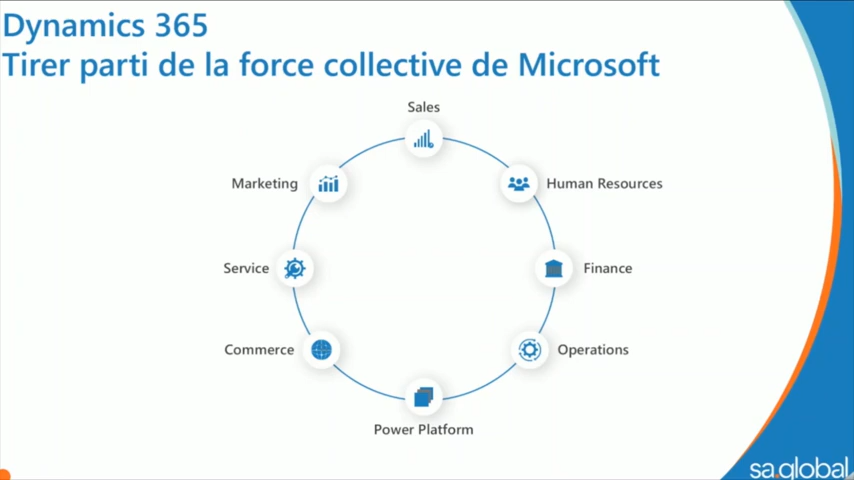 Dynamics 365
Tirer parti de la force collective de Microsoft
Sales
Marketing
Human Resources
Service
Finance
Commerce
Operations
Power Platform
sa.global